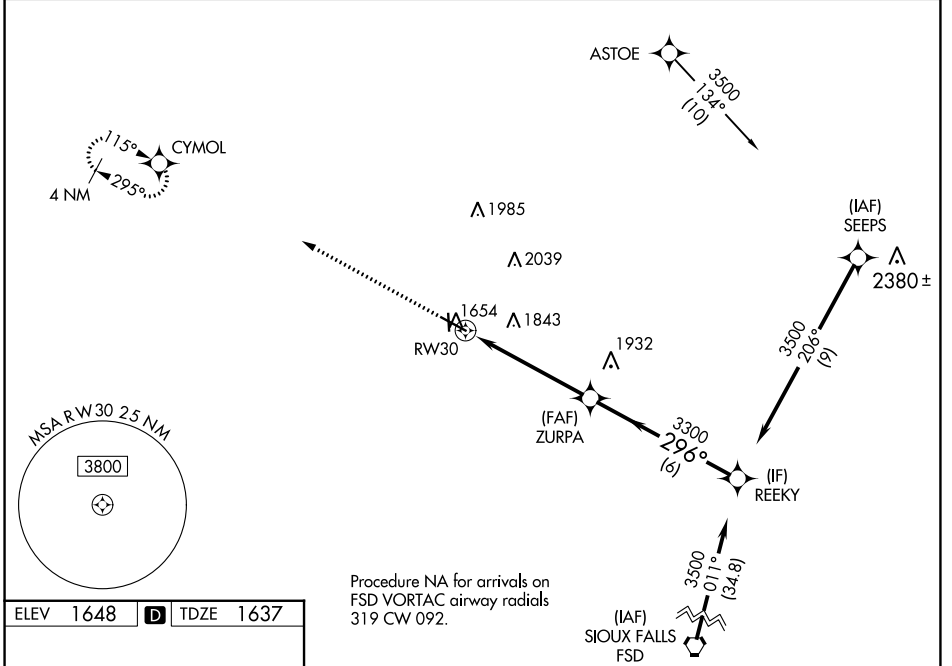 ASTOE
3500
134°
(10)
115°
CYMOL
295°
4 NM
1985
(IAF)
SEEPS
2039
2380±
1654
1843
RW30
3500
206°
(9)
1932
(FAF)
ZURPA
3300
296°
(6)
MSA RW30 25 NM
3800
(IF)
REEKY
3500
011°
(34.8)
Procedure NA for arrivals on
FSD VORTAC airway radials
319 CW 092.
(IAF)
SIOUX FALLS
FSD
ELEV 1648 D TDZE 1637